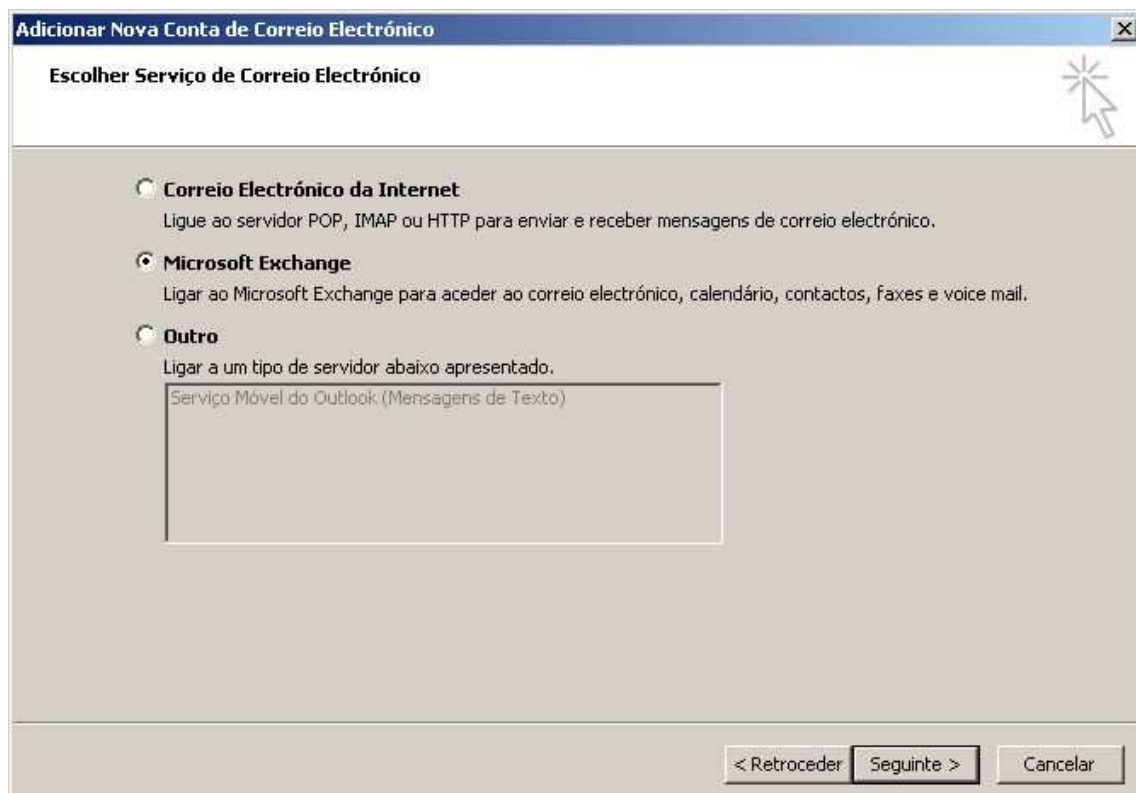 Adicionar Nova Conta de Correio Electrónico
Escolher Serviço de Correio Electrónico
Correio Electrónico da Internet
Ligue ao servidor POP, IMAP ou HTTP para enviar e receber mensagens de correio electrónico.
Microsoft Exchange
Ligar ao Microsoft Exchange para aceder ao correio electrónico, calendário, contactos, faxes e voice mail.
Outro
Ligar a um tipo de servidor abaixo apresentado.
Serviço Móvel do Outlook (Mensagens de Texto)
< Retroceder Seguinte > Cancelar